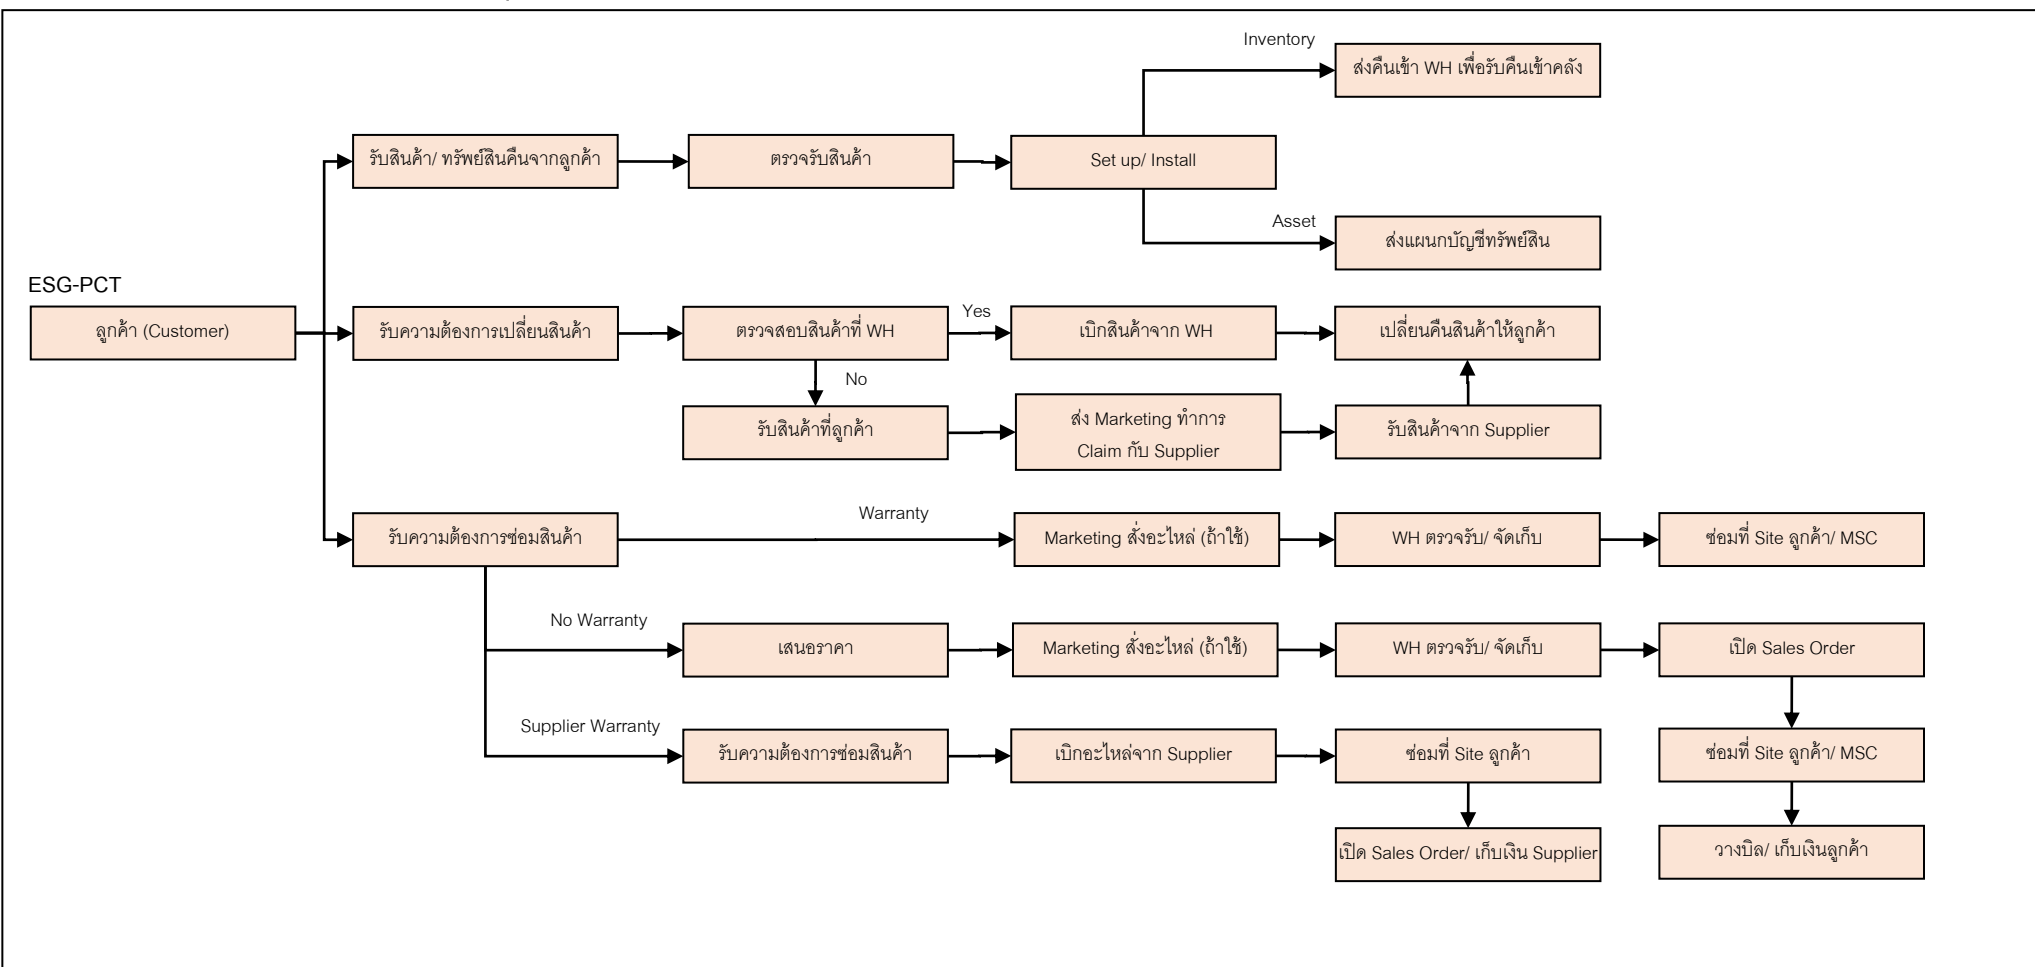 Inventory
ส่งคืนเข้า WH เพื่อรับคืนเข้าคลัง
รับสินค้า/ ทรัพย์สินคืนจากลูกค้า
ตรวจรับสินค้า
Set up/ Install
Asset
ส่งแผนกบัญชีทรัพย์สิน
ESG-PCT
ลูกค้า (Customer)
รับความต้องการเปลี่ยนสินค้า
ตรวจสอบสินค้าที่ WH
Yes
เบิกสินค้าจาก WH
เปลี่ยนคืนสินค้าให้ลูกค้า
No
รับสินค้าที่ลูกค้า
ส่ง Marketing ทำการ
Claim กับ Supplier
รับสินค้าจาก Supplier
รับความต้องการซ่อมสินค้า
Warranty
Marketing สั่งอะไหล่ (ถ้าใช้)
WH ตรวจรับ/ จัดเก็บ
ซ่อมที่ Site ลูกค้า/ MSC
No Warranty
เสนอราคา
Marketing สั่งอะไหล่ (ถ้าใช้)
WH ตรวจรับ/ จัดเก็บ
เปิด Sales Order
Supplier Warranty
รับความต้องการซ่อมสินค้า
เบิกอะไหล่จาก Supplier
ซ่อมที่ Site ลูกค้า
ซ่อมที่ Site ลูกค้า/ MSC
เปิด Sales Order/ เก็บเงิน Supplier
วางบิล/ เก็บเงินลูกค้า